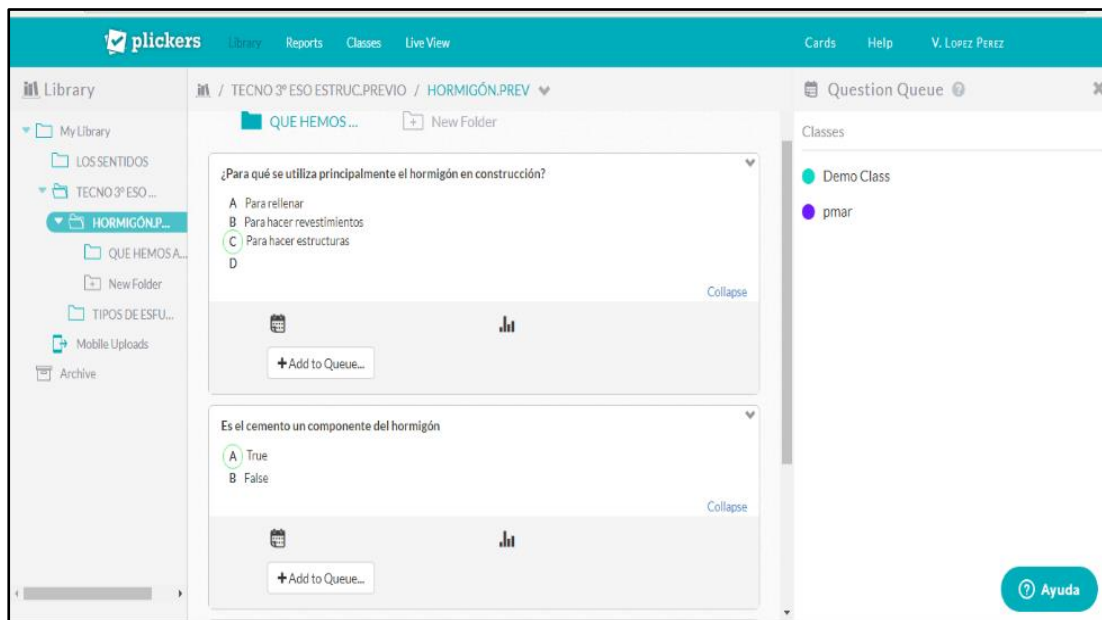 plickers Library Reports Classes Live View Cards Help V. LOPEZ PEREZ
Library
My Library
LOS SENTIDOS
TECNO 3º ESO ...
HORMIGÓN.P...
QUE HEMOS A...
New Folder
TIPOS DE ESFU...
Mobile Uploads
Archive
/ TECNO 3º ESO ESTRUC.PREVIO / HORMIGÓN.PREV
QUE HEMOS ... New Folder
¿Para qué se utiliza principalmente el hormigón en construcción?
A Para rellenar
B Para hacer revestimientos
C Para hacer estructuras
D
Collapse
+Add to Queue...
Es el cemento un componente del hormigón
A True
B False
Collapse
+Add to Queue...
Question Queue ?
Classes
Demo Class
pmar
? Ayuda